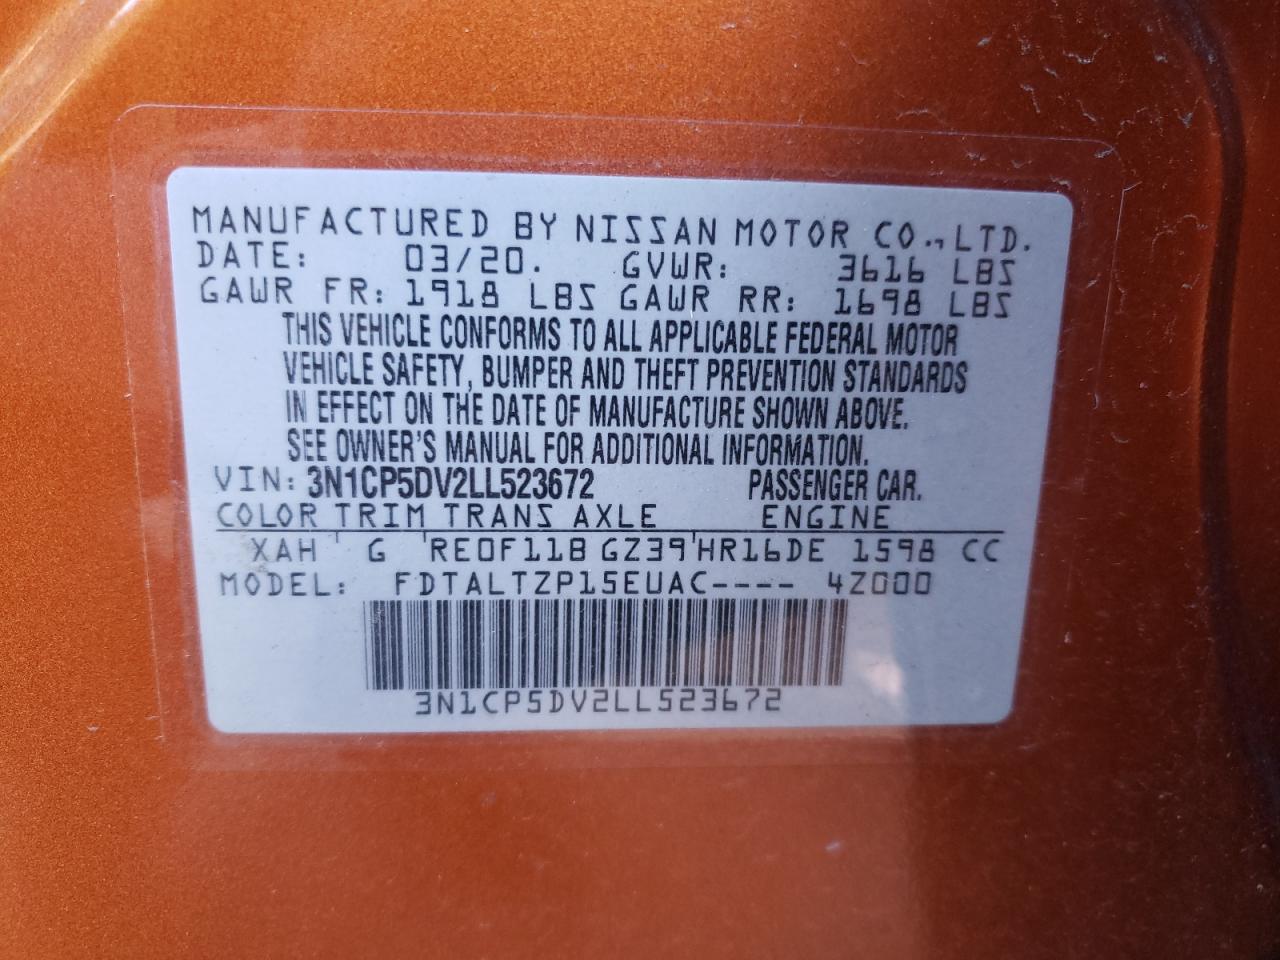 MANUFACTURED BY NISSAN MOTOR CO., LTD.
DATE: 03/20. GVWR: 3616 LBS
GAWR FR: 1918 LBS GAWR RR: 1698 LBS
THIS VEHICLE CONFORMS TO ALL APPLICABLE FEDERAL MOTOR
VEHICLE SAFETY, BUMPER AND THEFT PREVENTION STANDARDS
IN EFFECT ON THE DATE OF MANUFACTURE SHOWN ABOVE.
SEE OWNER'S MANUAL FOR ADDITIONAL INFORMATION.
VIN: 3N1CP5DV2LL523672 PASSENGER CAR.
COLOR TRIM TRANS AXLE ENGINE
XAH ' G ' RE0F11B GZ39'HR16DE 1598 CC
MODEL: FDTALTZP15EUAC---- 4Z000
3N1CP5DV2LL523672